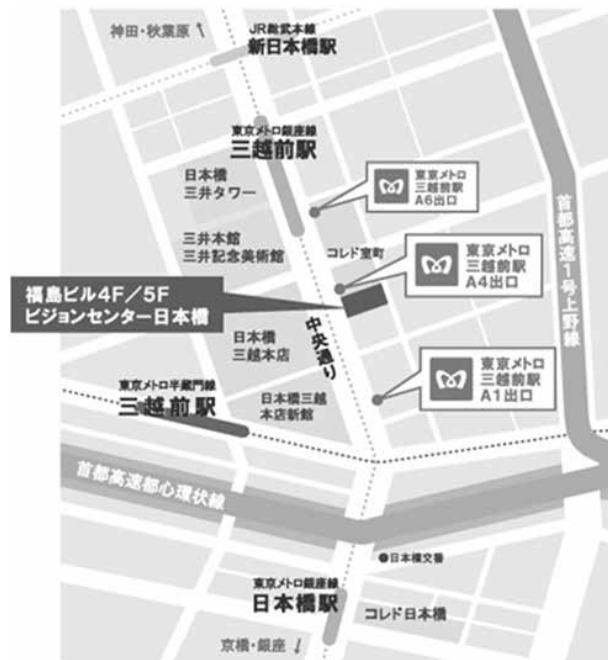 神田・秋葉原
JR総武本線
新日本橋駅
東京メトロ銀座線
三越前駅
日本橋
三井タワー
東京メトロ
三越前駅
A6出口
三井本館
三井記念美術館
コレド室町
東京メトロ
三越前駅
A4出口
首都高速1号上野線
福島ビル4F/5F
ビジョンセンター日本橋
中央通り
日本橋
三越本店
東京メトロ
三越前駅
A1出口
東京メトロ半蔵門線
三越前駅
日本橋三越
本店新館
首都高速都心環状線
●日本橋交番
東京メトロ銀座線
日本橋駅
コレド日本橋
京橋・銀座